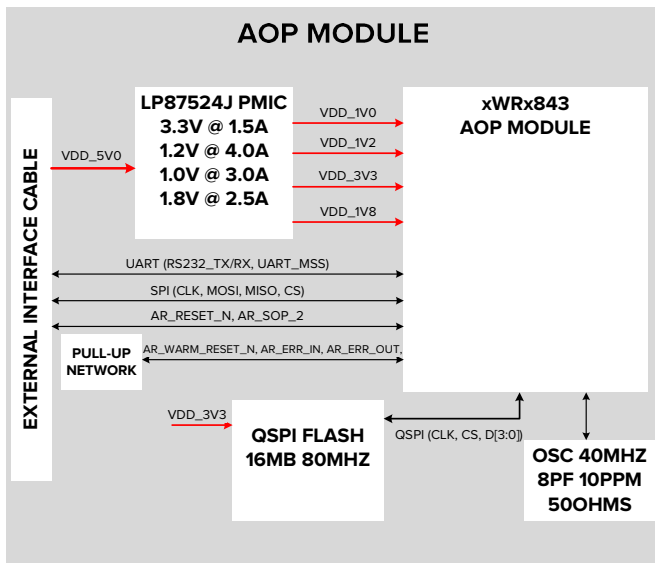 AOP MODULE
EXTERNAL INTERFACE CABLE
VDD_5V0
LP87524J PMIC
3.3V @ 1.5A
1.2V @ 4.0A
1.0V @ 3.0A
1.8V @ 2.5A
VDD_1V0
VDD_1V2
VDD_3V3
VDD_1V8
xWRx843
AOP MODULE
UART (RS232_TX/RX, UART_MSS)
SPI (CLK, MOSI, MISO, CS)
AR_RESET_N, AR_SOP_2
PULL-UP
NETWORK
AR_WARM_RESET_N, AR_ERR_IN, AR_ERR_OUT,
VDD_3V3
QSPI FLASH
16MB 80MHZ
QSPI (CLK, CS, D[3:0])
OSC 40MHZ
8PF 10PPM
50OHMS